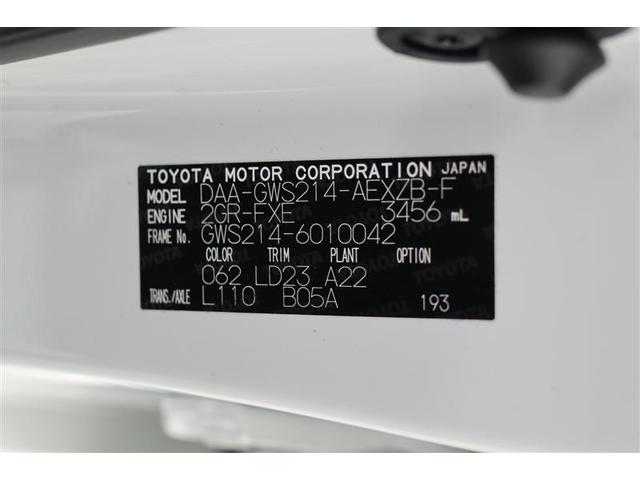 TOYOTA MOTOR CORPORATION JAPAN
MODEL DAA-GWS214-AEXZB-F
ENGINE 2GR-FXE 3456 mL
FRAME No. GWS214-6010042
COLOR TRIM PLANT OPTION
062 LD23 A22
TRANS./AXLE L110 B05A 193